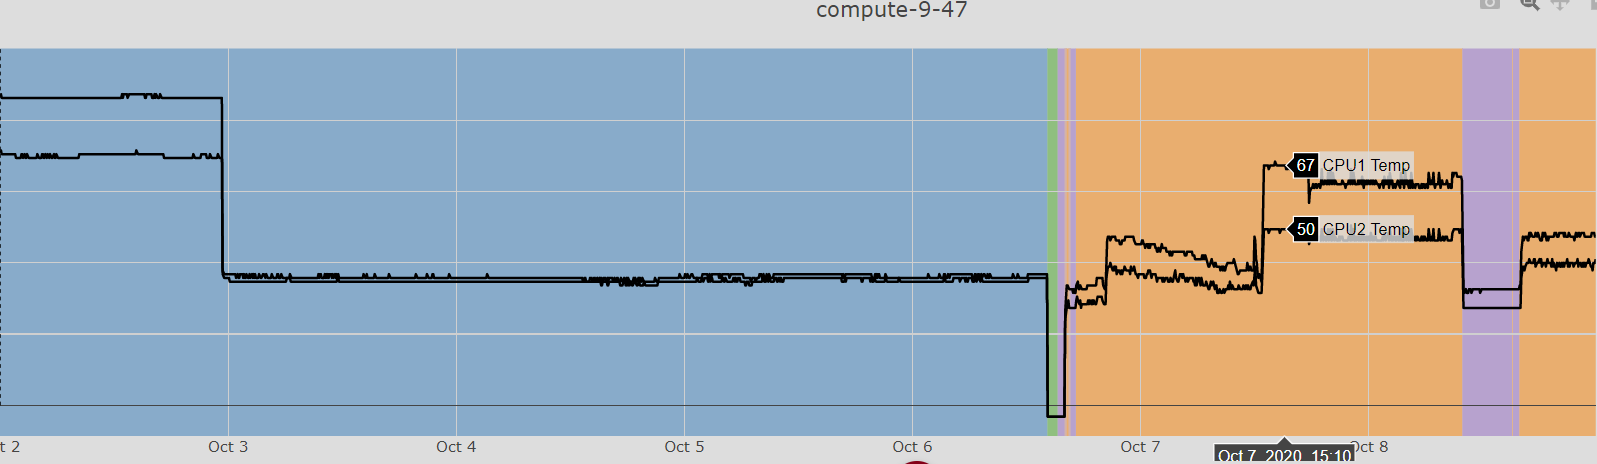 compute-9-47
67 CPU1 Temp
50 CPU2 Temp
t 2 Oct 3 Oct 4 Oct 5 Oct 6 Oct 7 Oct 8
Oct 7, 2020, 15:10